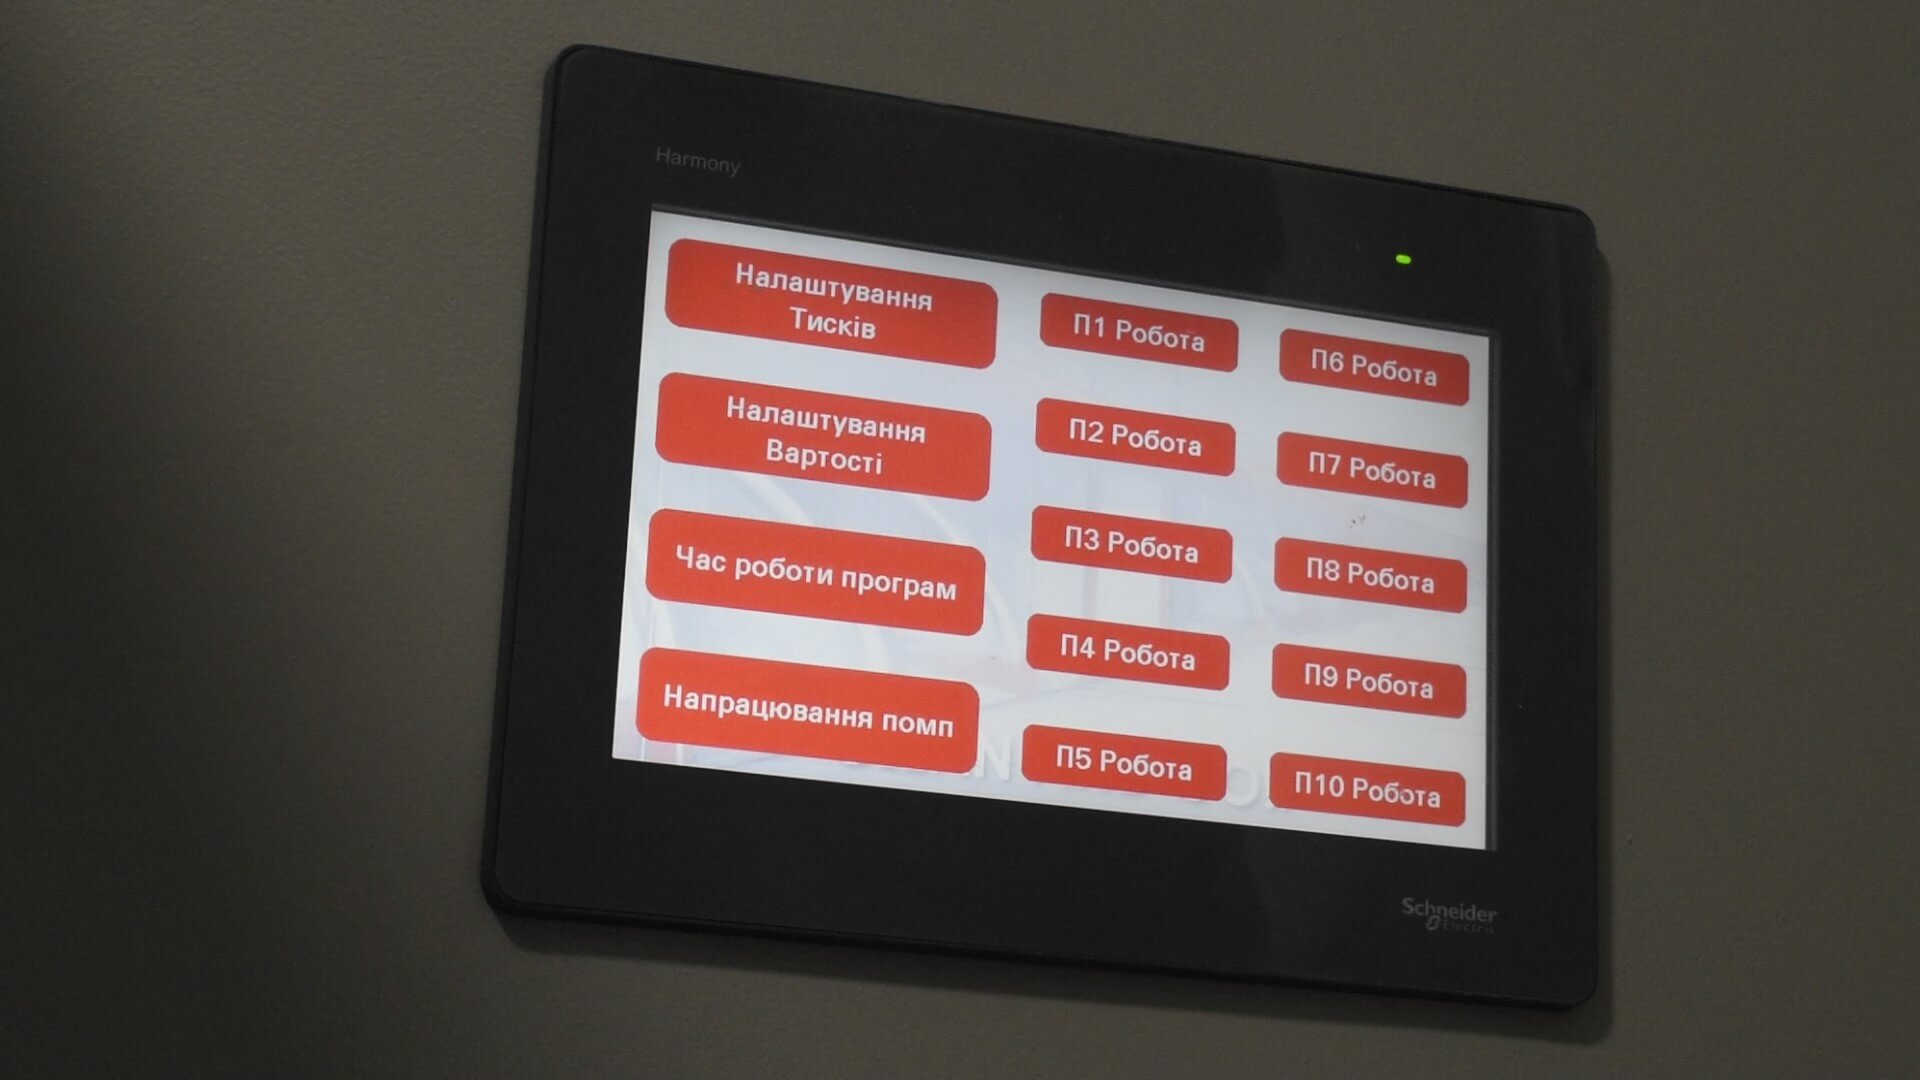 Harmony
Налаштування
Тисків
Налаштування
Вартості
Час роботи програм
Напрацювання помп
П1 Робота
П2 Робота
П3 Робота
П4 Робота
П5 Робота
П6 Робота
П7 Робота
П8 Робота
П9 Робота
П10 Робота
Schneider
Electric